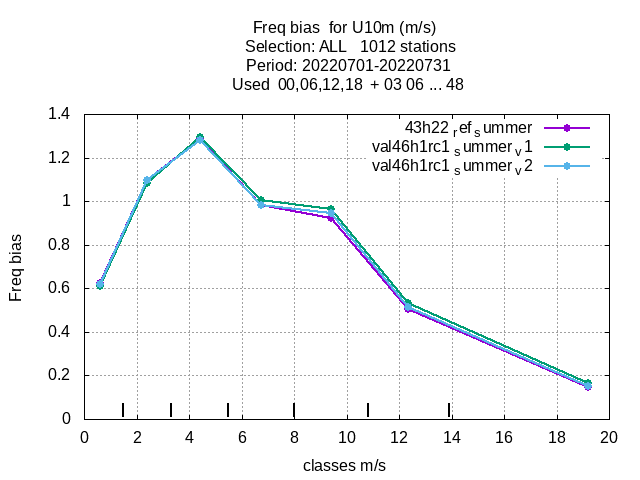 Freq bias for U10m (m/s)
Selection: ALL 1012 stations
Period: 20220701-20220731
Used 00,06,12,18 + 03 06 ... 48
43h22 ref summer
val46h1rc1 summer v1
val46h1rc1 summer v2
1.4
1.2
1
0.8
0.6
0.4
0.2
0
Freq bias
0 2 4 6 8 10 12 14 16 18 20
classes m/s